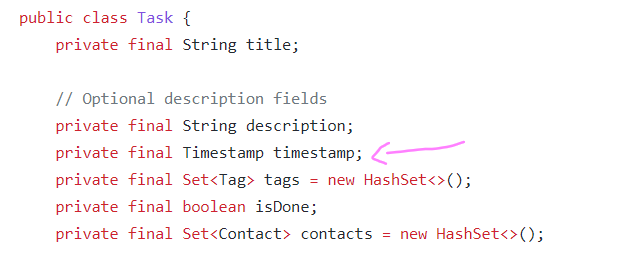 public class Task {
private final String title;
// Optional description fields
private final String description;
private final Timestamp timestamp;
private final Set<Tag> tags = new HashSet<>();
private final boolean isDone;
private final Set<Contact> contacts = new HashSet<>();